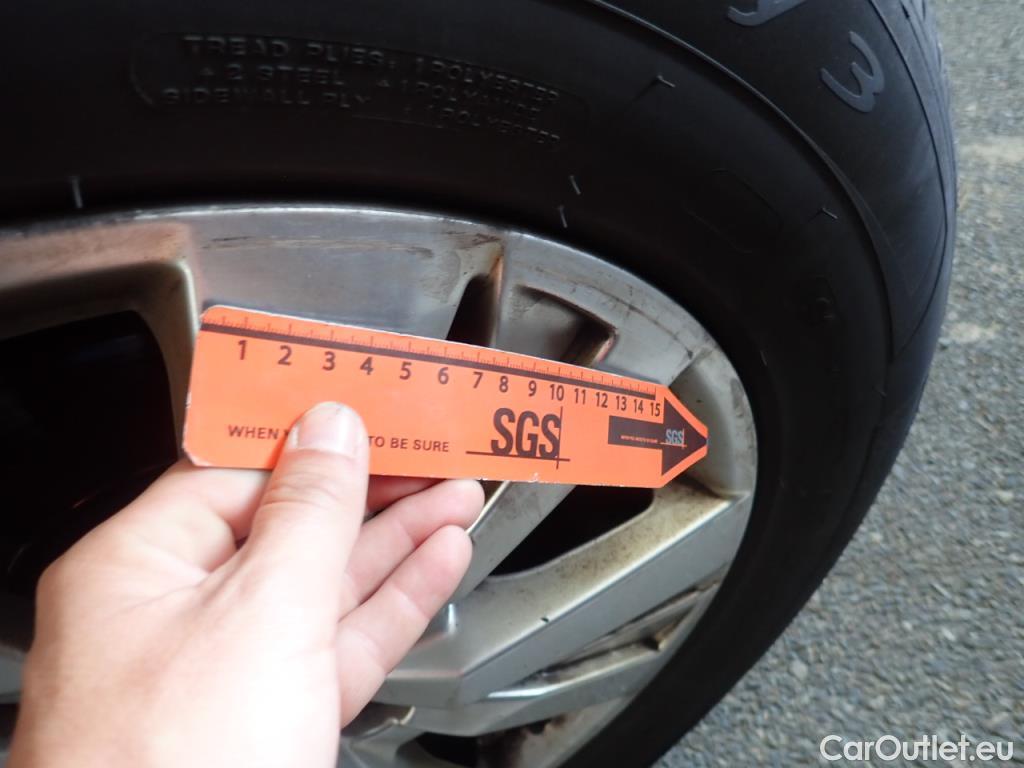 TREAD PLIES: 1 POLYESTER
+ 2 STEEL + 1 POLYAMIDE
SIDEWALL PLY 1 POLYESTER
3
1 2 3 4 5 6 7 8 9 10 11 12 13 14 15
WHEN TO BE SURE
SGS
SGS
CarOutlet.eu